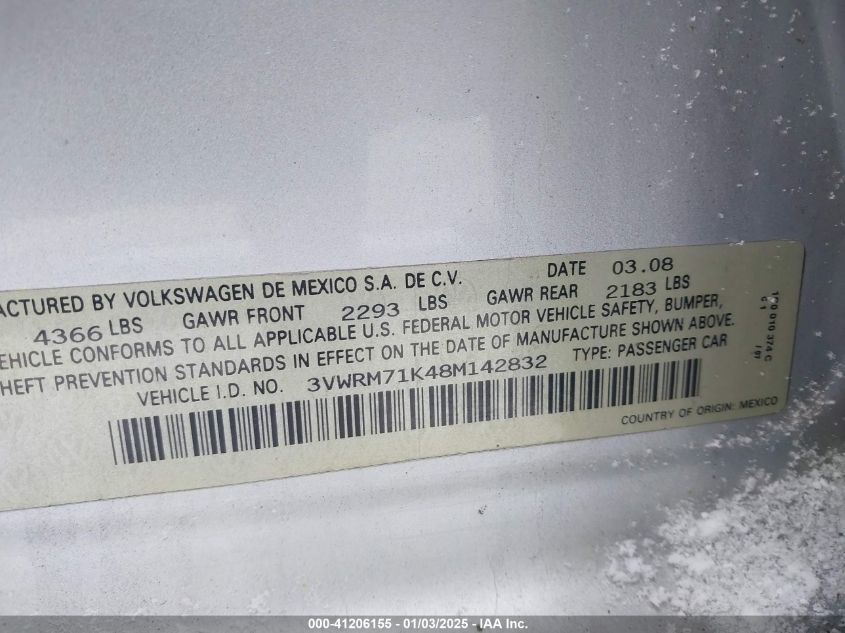 ACTURED BY VOLKSWAGEN DE MEXICO S.A. DE C.V. DATE 03.08
4366 LBS GAWR FRONT 2293 LBS GAWR REAR 2183 LBS
VEHICLE CONFORMS TO ALL APPLICABLE U.S. FEDERAL MOTOR VEHICLE SAFETY, BUMPER,
HEFT PREVENTION STANDARDS IN EFFECT ON THE DATE OF MANUFACTURE SHOWN ABOVE.
VEHICLE I.D. NO. 3VWRM71K48M142832 TYPE: PASSENGER CAR
COUNTRY OF ORIGIN: MEXICO
000-41206155 - 01/03/2025 - IAA Inc.